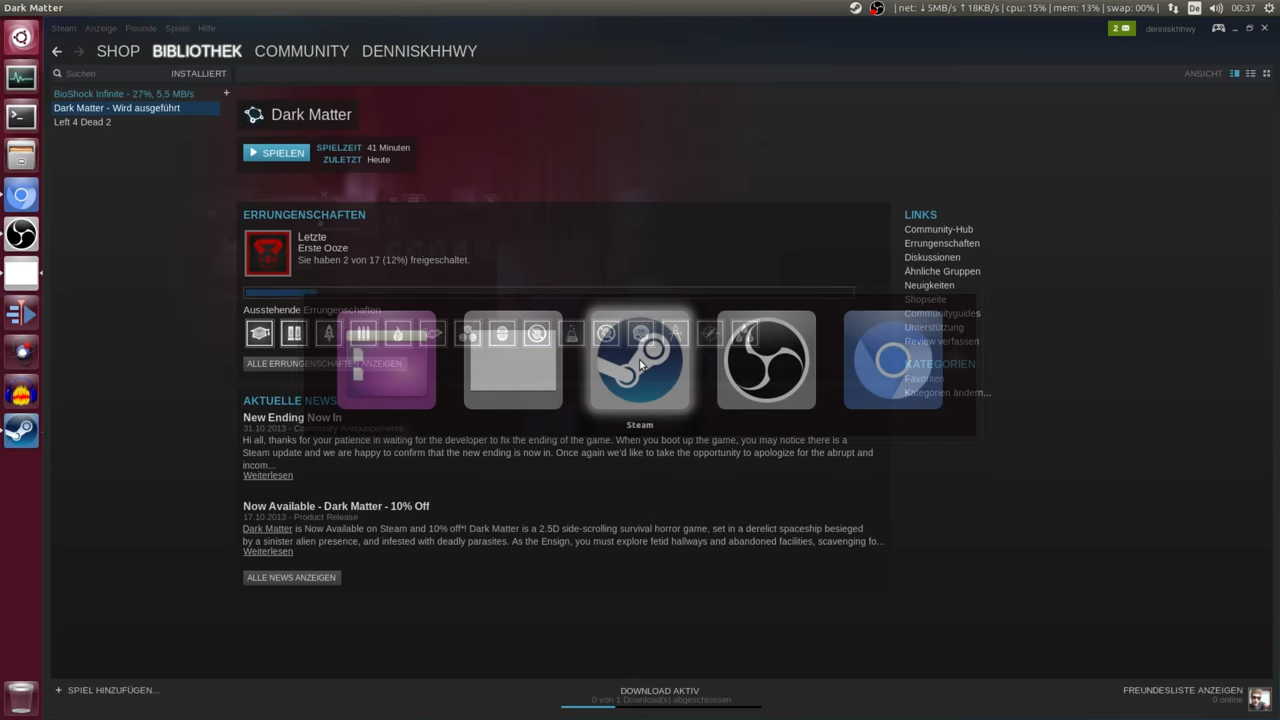 Dark Matter
| net: ↓5MB/s ↑18KB/s | cpu: 15% | mem: 13% | swap: 00% |
De
00:37
Steam Anzeige Freunde Spiele Hilfe
2
denniskhhwy
SHOP BIBLIOTHEK COMMUNITY DENNISKHHWY
Suchen
INSTALLIERT
ANSICHT
BioShock Infinite - 27%, 5,5 MB/s
Dark Matter - Wird ausgeführt
Left 4 Dead 2
Dark Matter
SPIELEN
SPIELZEIT 41 Minuten
ZULETZT Heute
ERRUNGENSCHAFTEN
Letzte
Erste Ooze
Sie haben 2 von 17 (12%) freigeschaltet.
Ausstehende Errungenschaften
ALLE ERRUNGENSCHAFTEN ANZEIGEN
LINKS
Community-Hub
Errungenschaften
Diskussionen
Ähnliche Gruppen
Neuigkeiten
Shopseite
Communityguides
Unterstützung
Review verfassen
KATEGORIEN
Favoriten
Kategorien ändern...
Steam
AKTUELLE NEWS
New Ending Now In
31.10.2013 - Community Announcements
Hi all, thanks for your patience in waiting for the developer to fix the ending of the game. When you boot up the game, you may notice there is a
Steam update and we are happy to confirm that the new ending is now in. Once again we'd like to take the opportunity to apologize for the abrupt and
incom...
Weiterlesen
Now Available - Dark Matter - 10% Off
17.10.2013 - Product Release
Dark Matter is Now Available on Steam and 10% off*! Dark Matter is a 2.5D side-scrolling survival horror game, set in a derelict spaceship besieged
by a sinister alien presence, and infested with deadly parasites. As the Ensign, you must explore fetid hallways and abandoned facilities, scavenging fo...
Weiterlesen
ALLE NEWS ANZEIGEN
+ SPIEL HINZUFÜGEN...
DOWNLOAD AKTIV
0 von 1 Download(s) abgeschlossen
FREUNDESLISTE ANZEIGEN
0 online